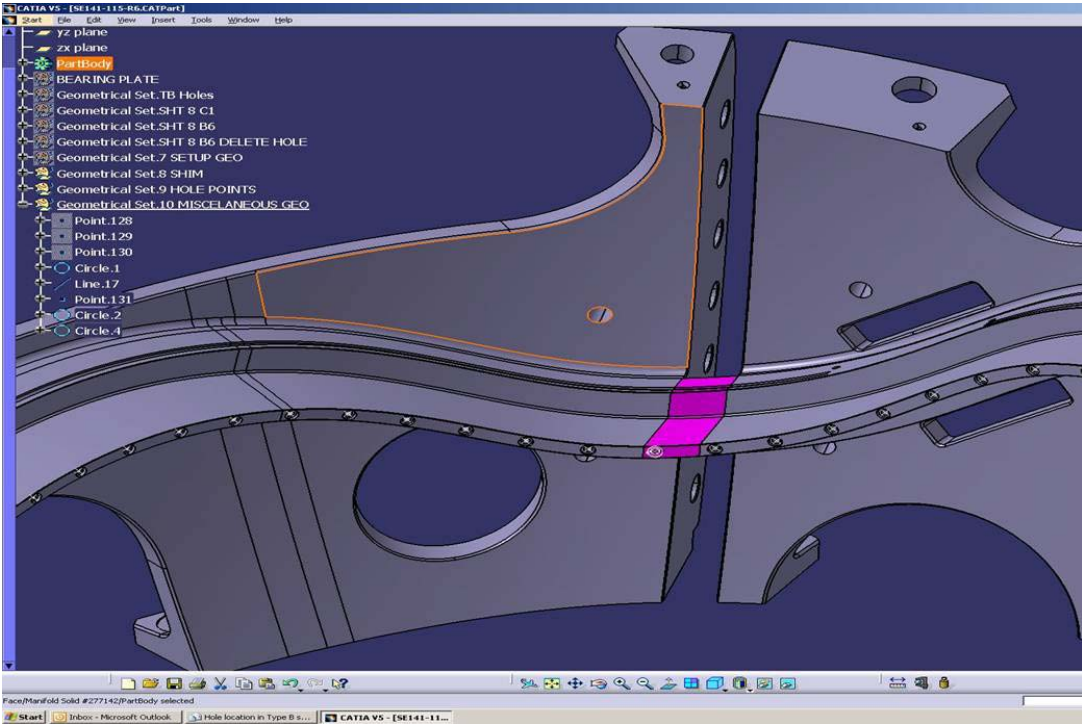 CATIA V5 - [SE141-115-R6.CATPart]
Start File Edit View Insert Tools Window Help
yz plane
zx plane
PartBody
BEARING PLATE
Geometrical Set.TB Holes
Geometrical Set.SHT 8 C1
Geometrical Set.SHT 8 B6
Geometrical Set.SHT 8 B6 DELETE HOLE
Geometrical Set.7 SETUP GEO
Geometrical Set.8 SHIM
Geometrical Set.9 HOLE POINTS
Geometrical Set.10 MISCELANEOUS GEO
Point.128
Point.129
Point.130
Circle.1
Line.17
Point.131
Circle.2
Circle.4
Face/Manifold Solid #277142/PartBody selected
Start Inbox - Microsoft Outlook Hole location in Type B s... CATIA V5 - [SE141-11...